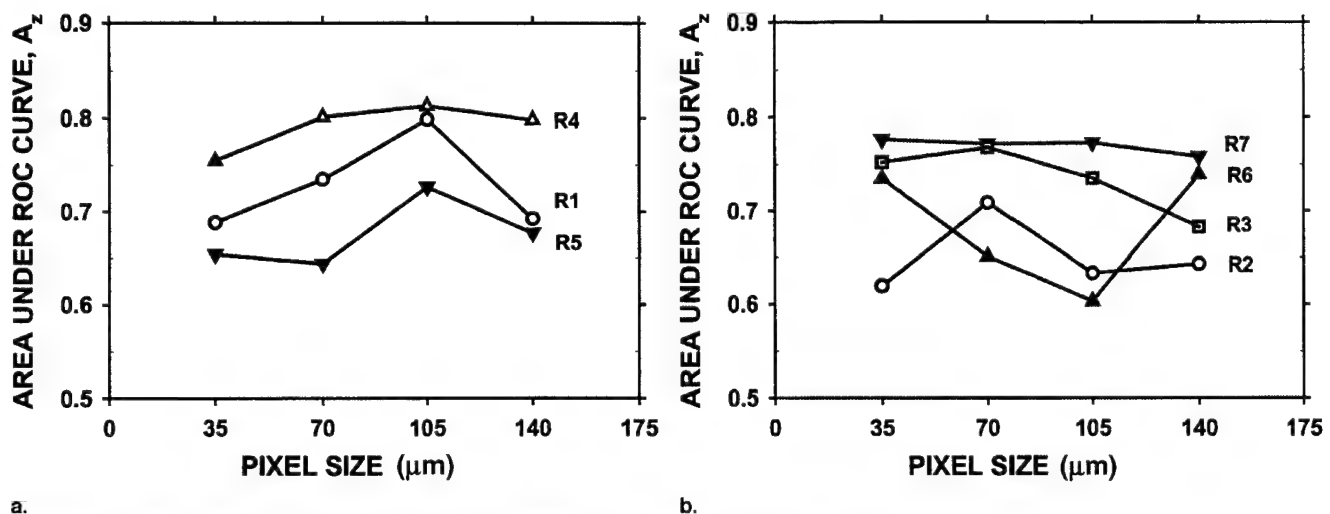 AREA UNDER ROC CURVE, A_z
0.9
0.8
0.7
0.6
0.5
R4
R1
R5
0 35 70 105 140 175
PIXEL SIZE (μm)
a.
AREA UNDER ROC CURVE, A_z
0.9
0.8
0.7
0.6
0.5
R7
R6
R3
R2
0 35 70 105 140 175
PIXEL SIZE (μm)
b.